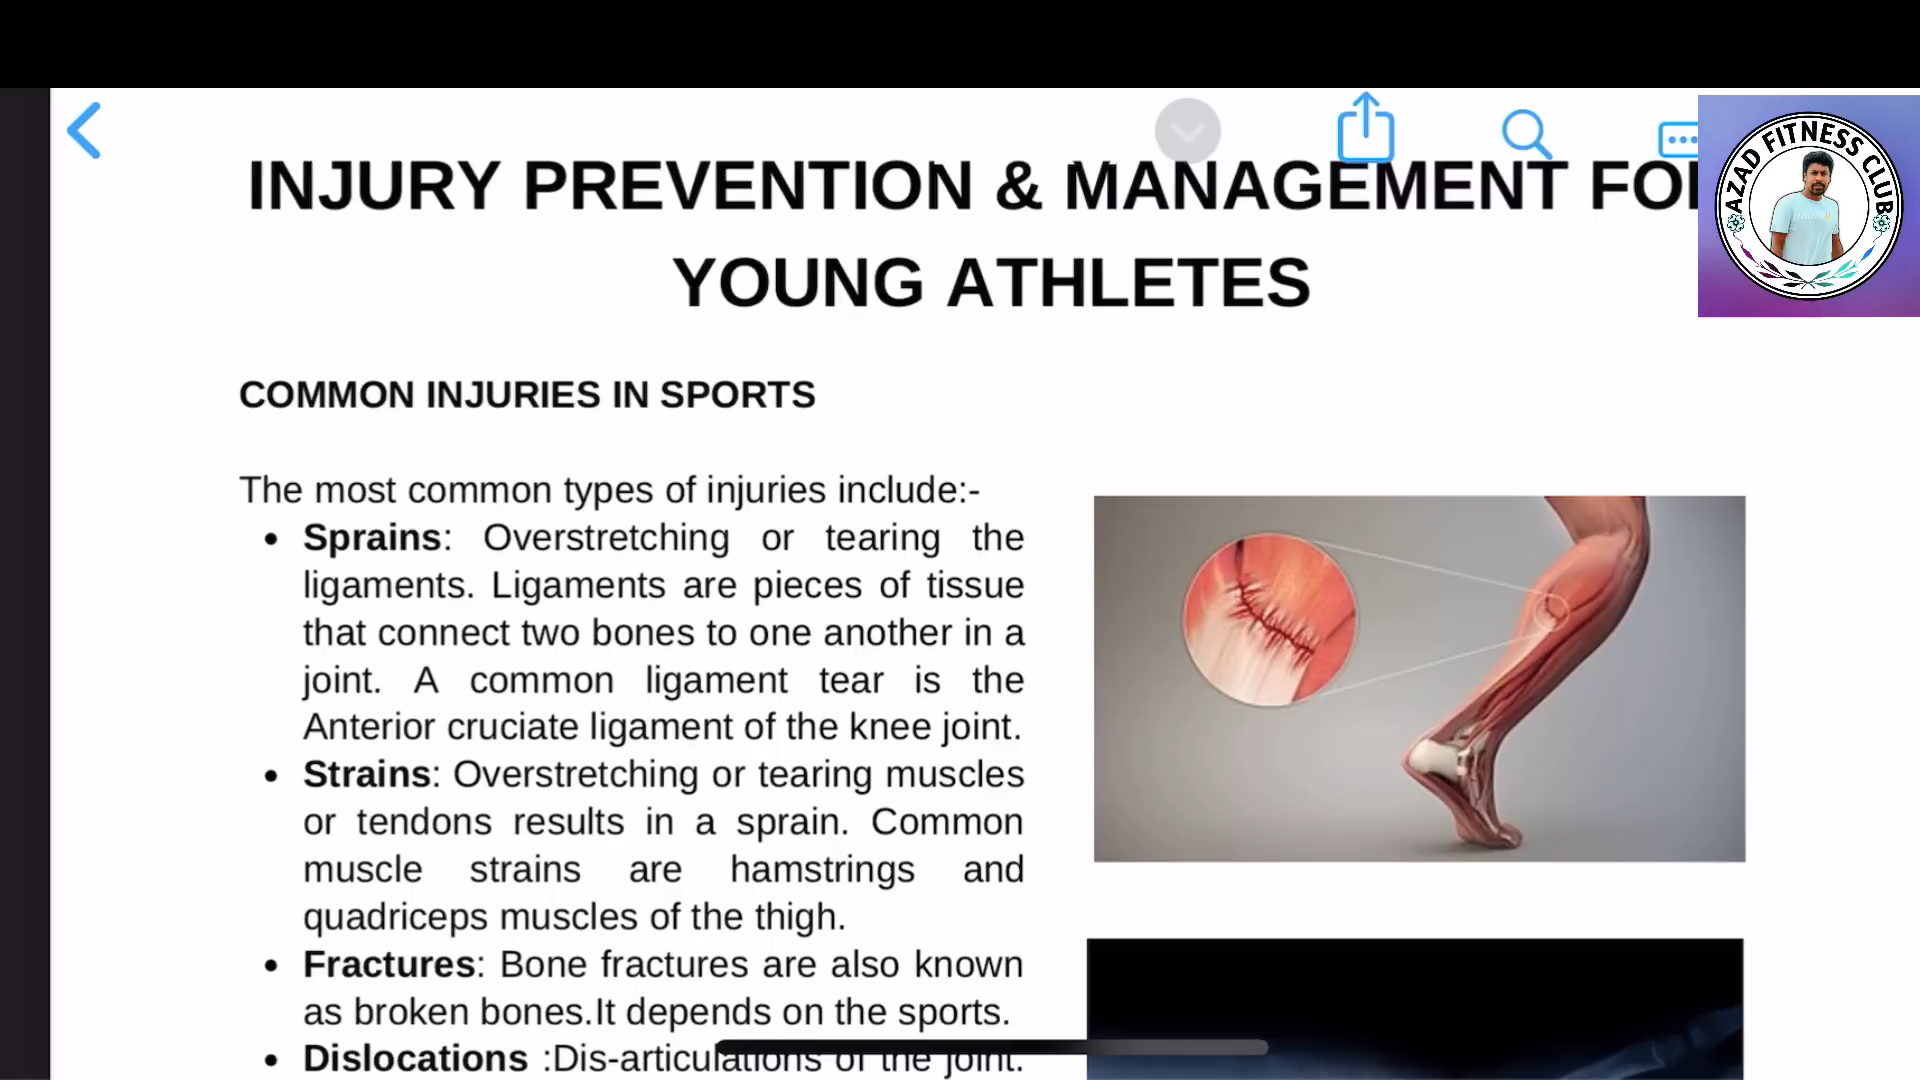 INJURY PREVENTION & MANAGEMENT FO
YOUNG ATHLETES
AZAD FITNESS CLUB
COMMON INJURIES IN SPORTS
The most common types of injuries include:-
• Sprains: Overstretching or tearing the
ligaments. Ligaments are pieces of tissue
that connect two bones to one another in a
joint. A common ligament tear is the
Anterior cruciate ligament of the knee joint.
• Strains: Overstretching or tearing muscles
or tendons results in a sprain. Common
muscle strains are hamstrings and
quadriceps muscles of the thigh.
• Fractures: Bone fractures are also known
as broken bones.It depends on the sports.
• Dislocations :Dis-articulations of the joint.